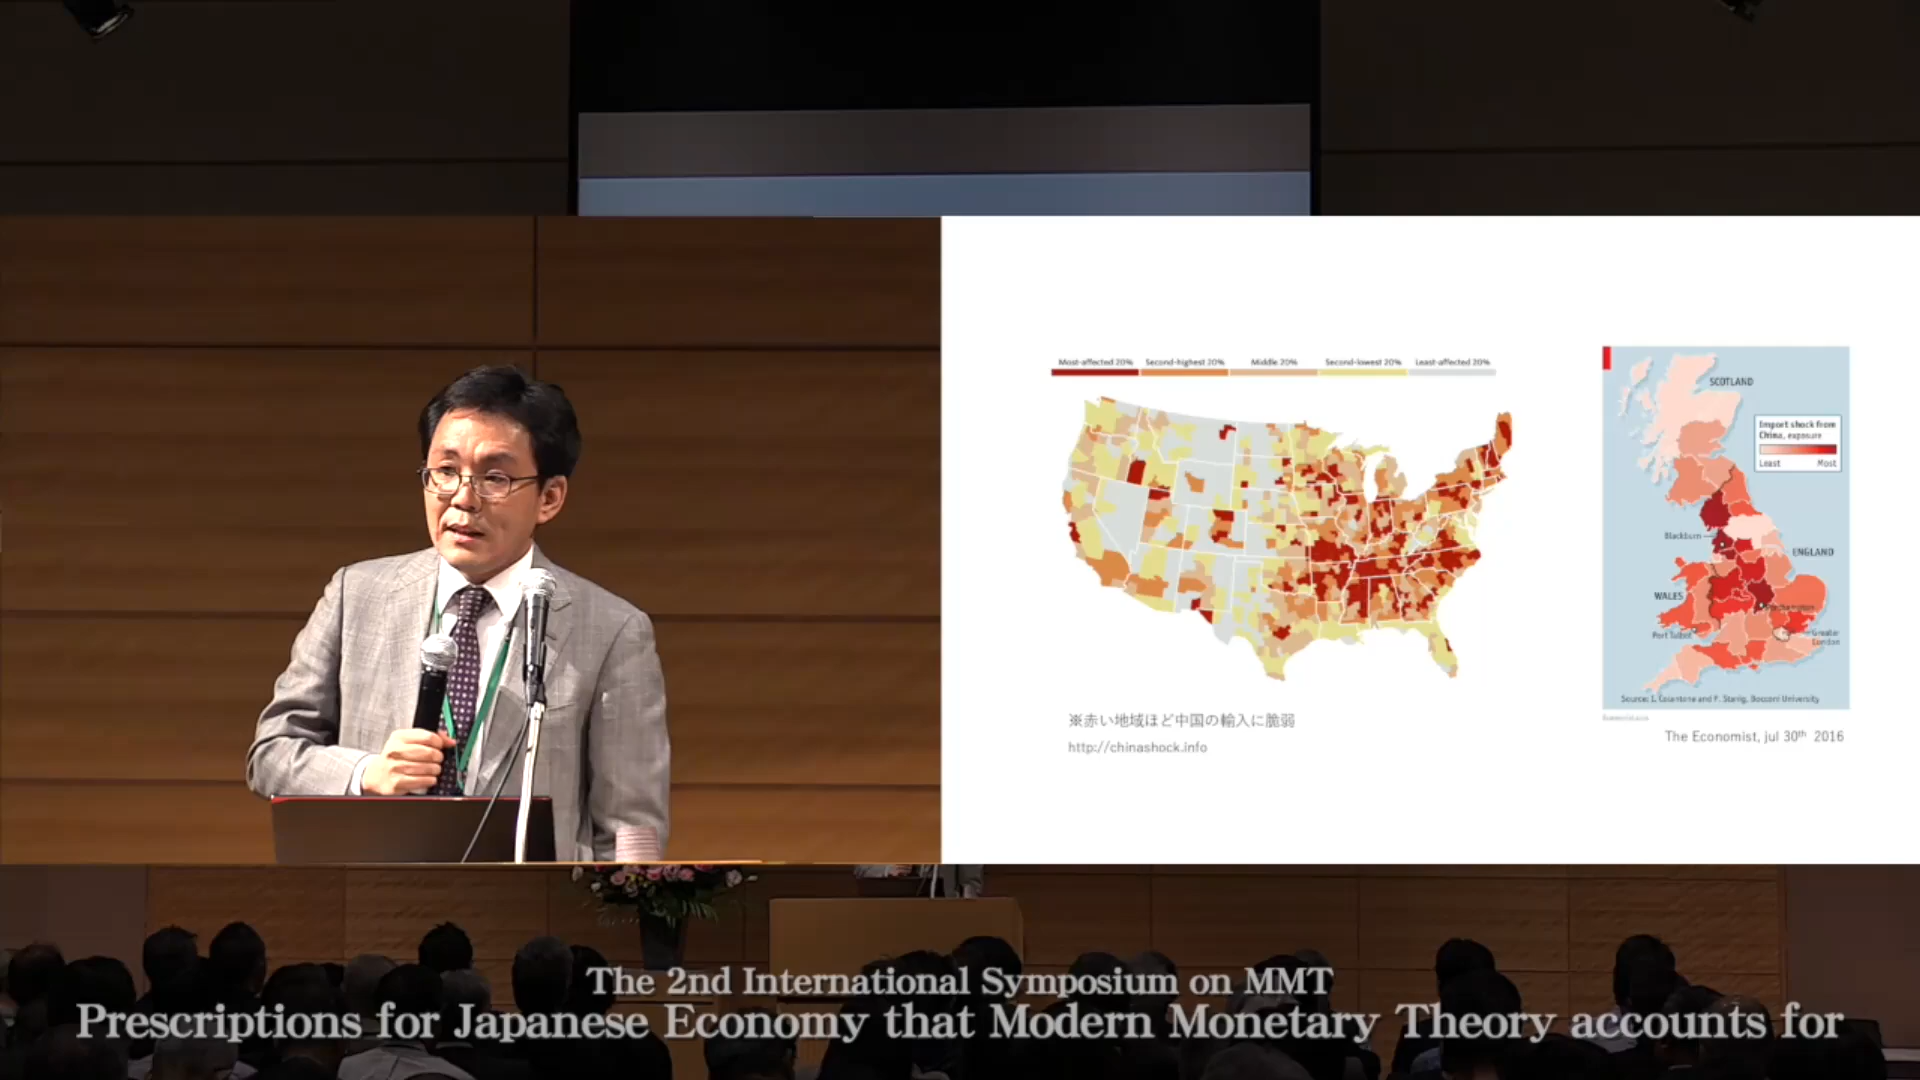 Most-affected 20% Second-highest 20% Middle 20% Second-lowest 20% Least-affected 20%
※赤い地域ほど中国の輸入に脆弱
http://chinashock.info
SCOTLAND
Import shock from
China, exposure
Least Most
Blackburn
ENGLAND
WALES
Port Talbot
Greater
London
Source: I. Colantone and P. Stanig, Bocconi University
The Economist, jul 30th 2016
The 2nd International Symposium on MMT
Prescriptions for Japanese Economy that Modern Monetary Theory accounts for